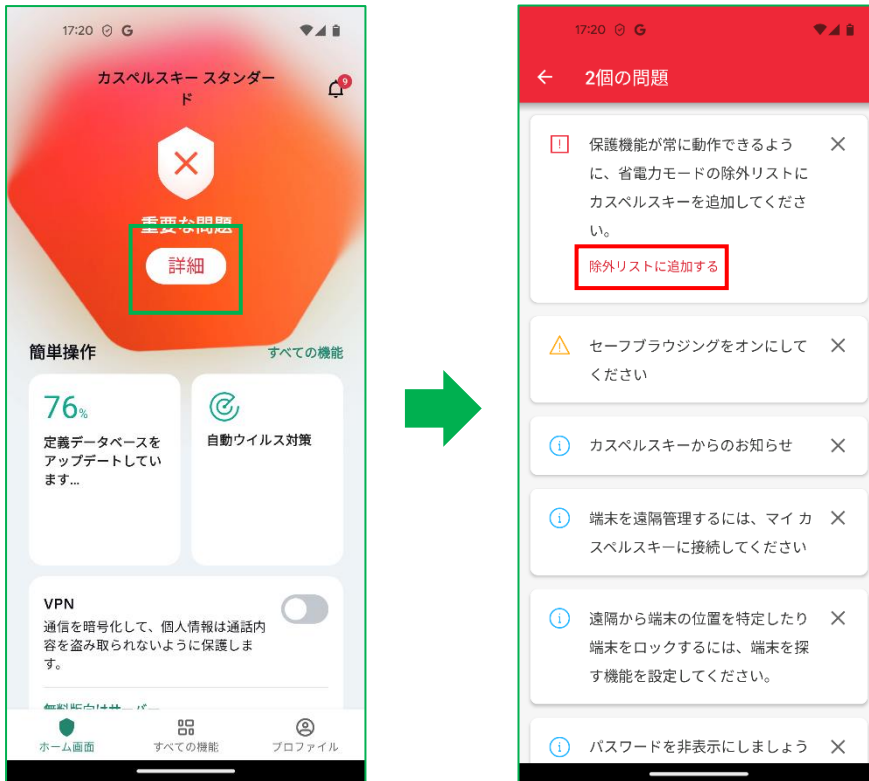 17:20 G
カスペルスキー スタンダー
ド
9
重要な問題
詳細
簡単操作
すべての機能
76%
定義データベースを
アップデートしてい
ます...
自動ウイルス対策
VPN
通信を暗号化して、個人情報は通話内
容を盗み取られないように保護しま
す。
無料版向けサーバー
ホーム画面
すべての機能
プロファイル
17:20 G
2個の問題
保護機能が常に動作できるよう
に、省電力モードの除外リストに
カスペルスキーを追加してくださ
い。
除外リストに追加する
セーフブラウジングをオンにして
ください
カスペルスキーからのお知らせ
端末を遠隔管理するには、マイ カ
スペルスキーに接続してください
遠隔から端末の位置を特定したり
端末をロックするには、端末を探
す機能を設定してください。
パスワードを非表示にしましょう